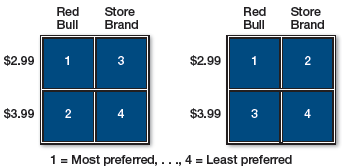 Red Bull Store Brand Red Bull Store Brand
$2.99 1 3 $2.99 1 2
$3.99 2 4 $3.99 3 4
1 = Most preferred, . . ., 4 = Least preferred